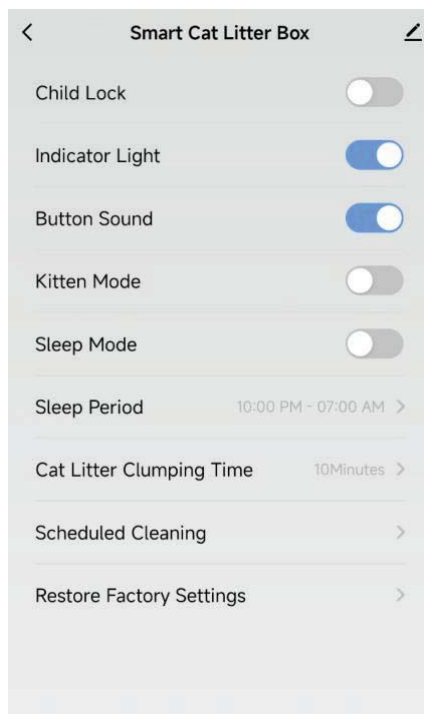 Smart Cat Litter Box
Child Lock
Indicator Light
Button Sound
Kitten Mode
Sleep Mode
Sleep Period 10:00 PM - 07:00 AM
Cat Litter Clumping Time 10Minutes
Scheduled Cleaning
Restore Factory Settings